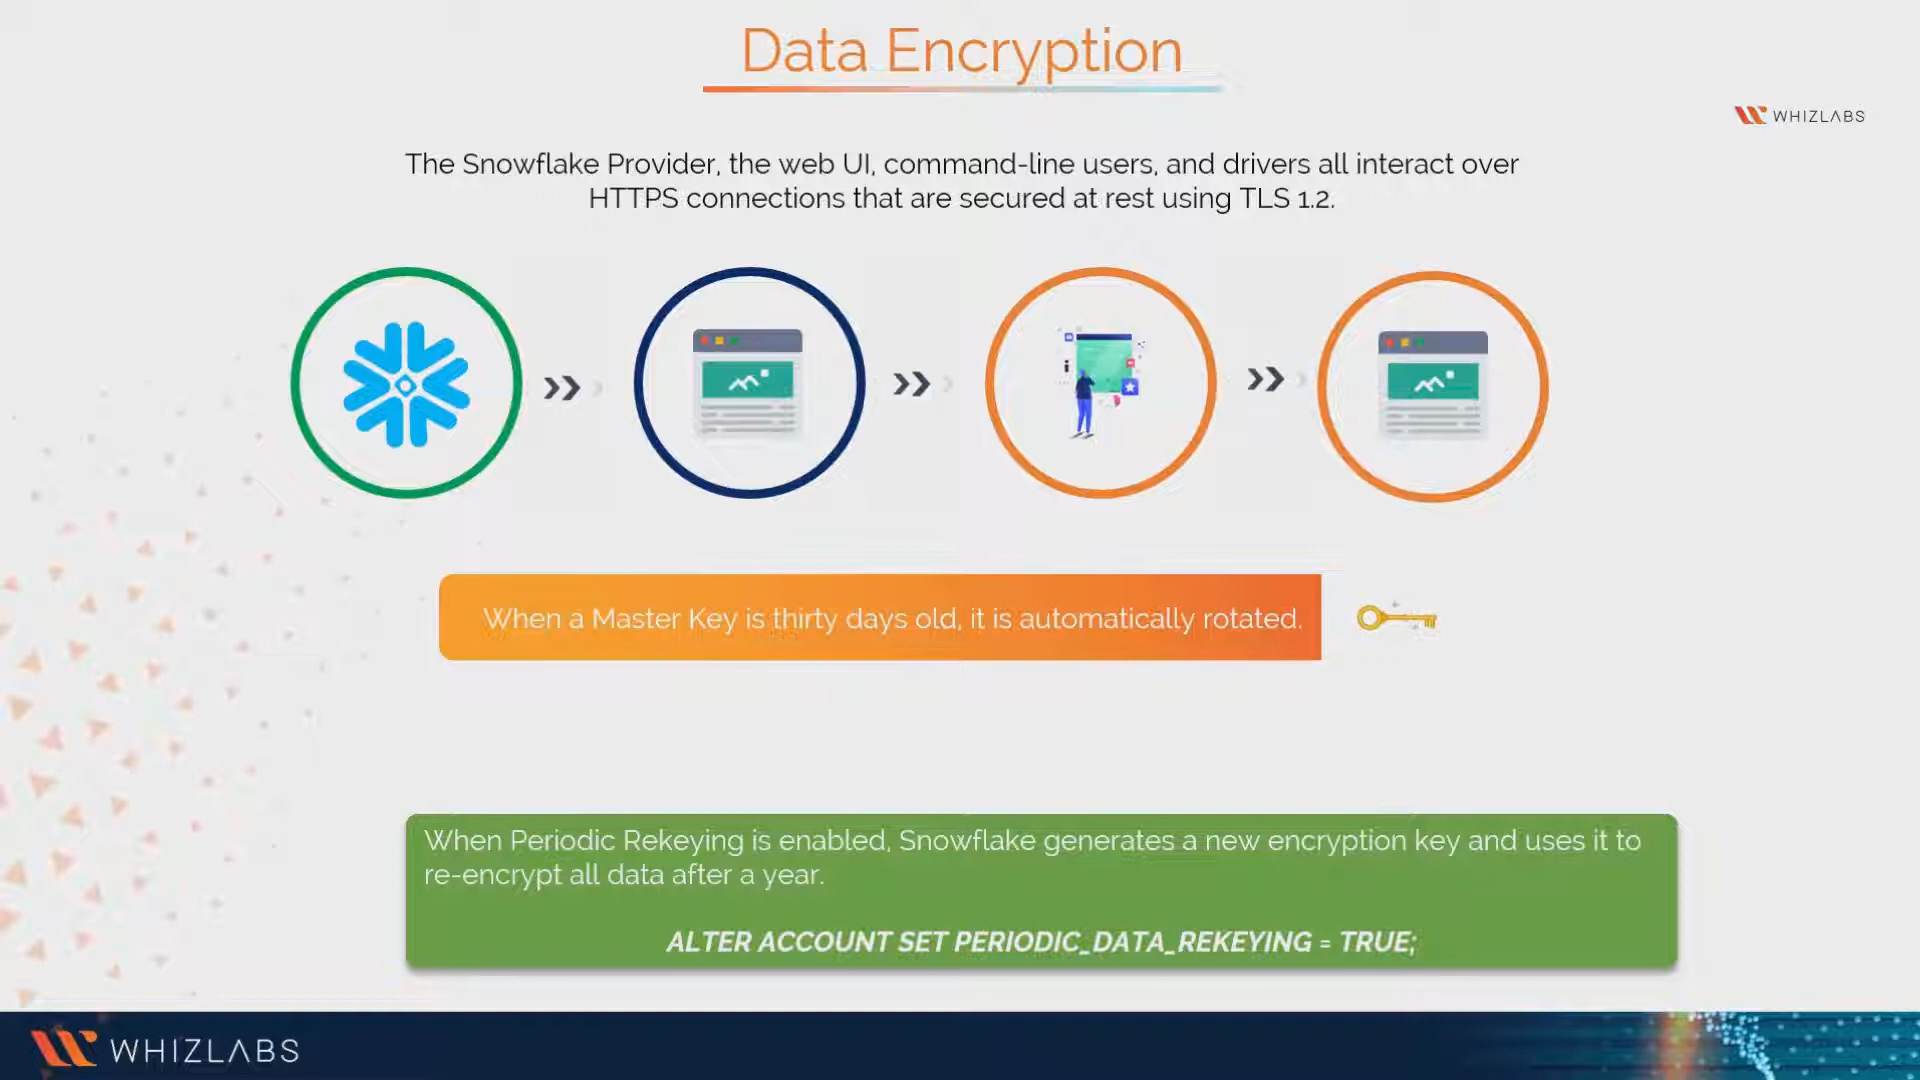 Data Encryption
WHIZLABS
The Snowflake Provider, the web UI, command-line users, and drivers all interact over
HTTPS connections that are secured at rest using TLS 1.2.
When a Master Key is thirty days old, it is automatically rotated.
When Periodic Rekeying is enabled, Snowflake generates a new encryption key and uses it to
re-encrypt all data after a year.
ALTER ACCOUNT SET PERIODIC_DATA_REKEYING = TRUE;
WHIZLABS